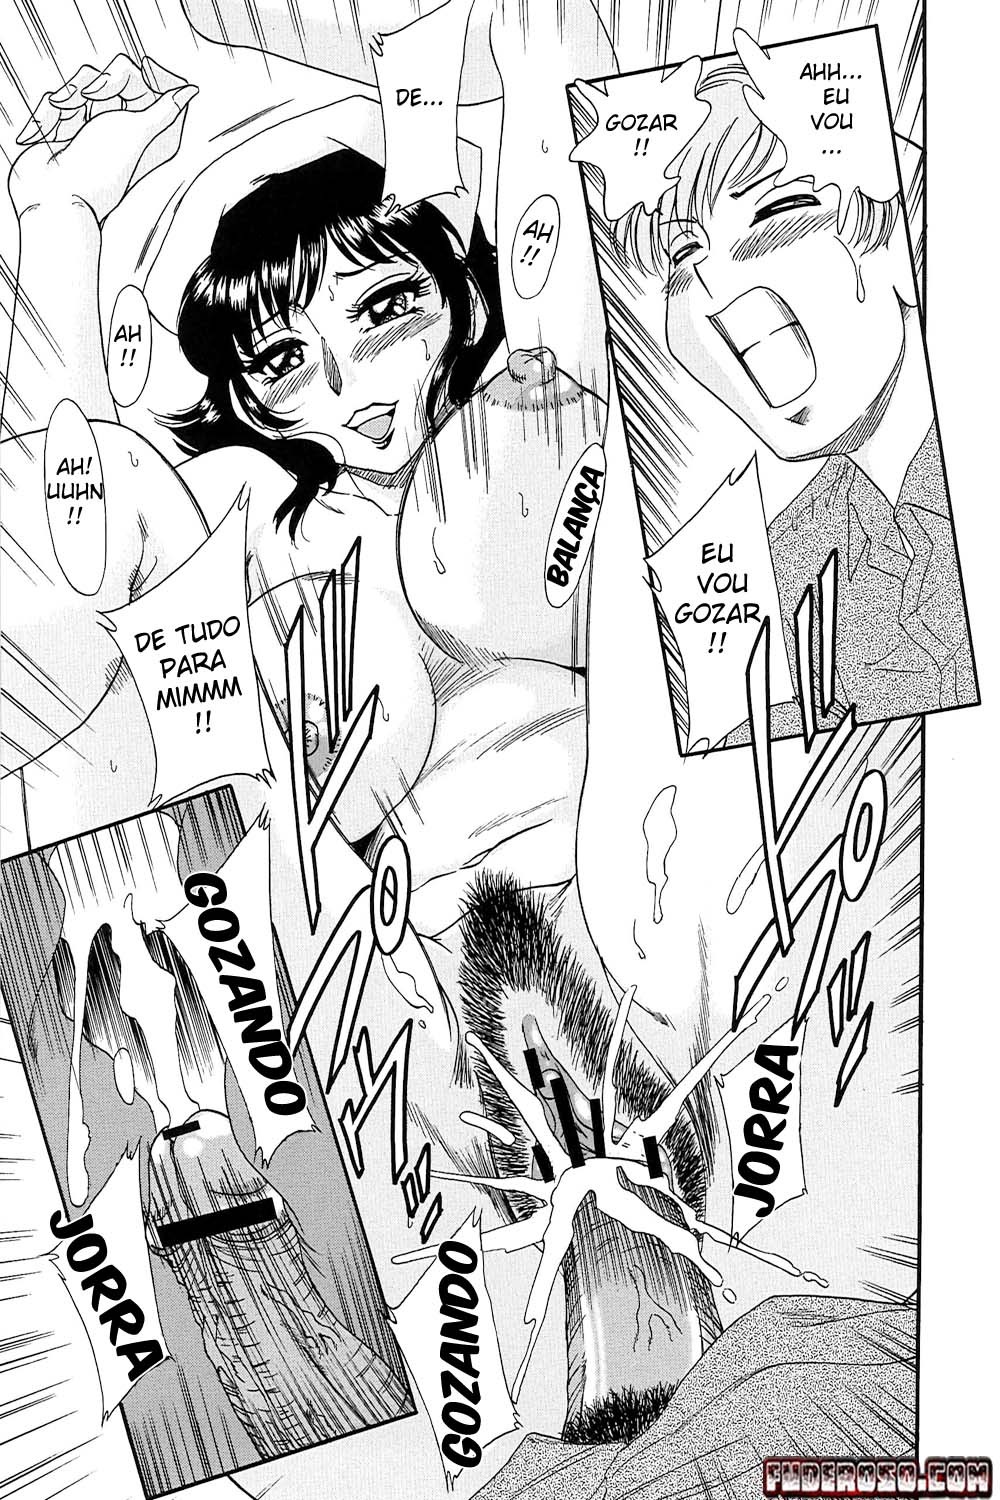 AHH...
EU
VOU
...
GOZAR
!!
DE...
AH
!!
AH
!!
AH!
UUHN
!!
BALANÇA
EU
VOU
GOZAR
!!
DE TUDO
PARA
MIMMM
!!
GOZANDO
JORRA
JORRA
GOZANDO
FUDEROSO.COM